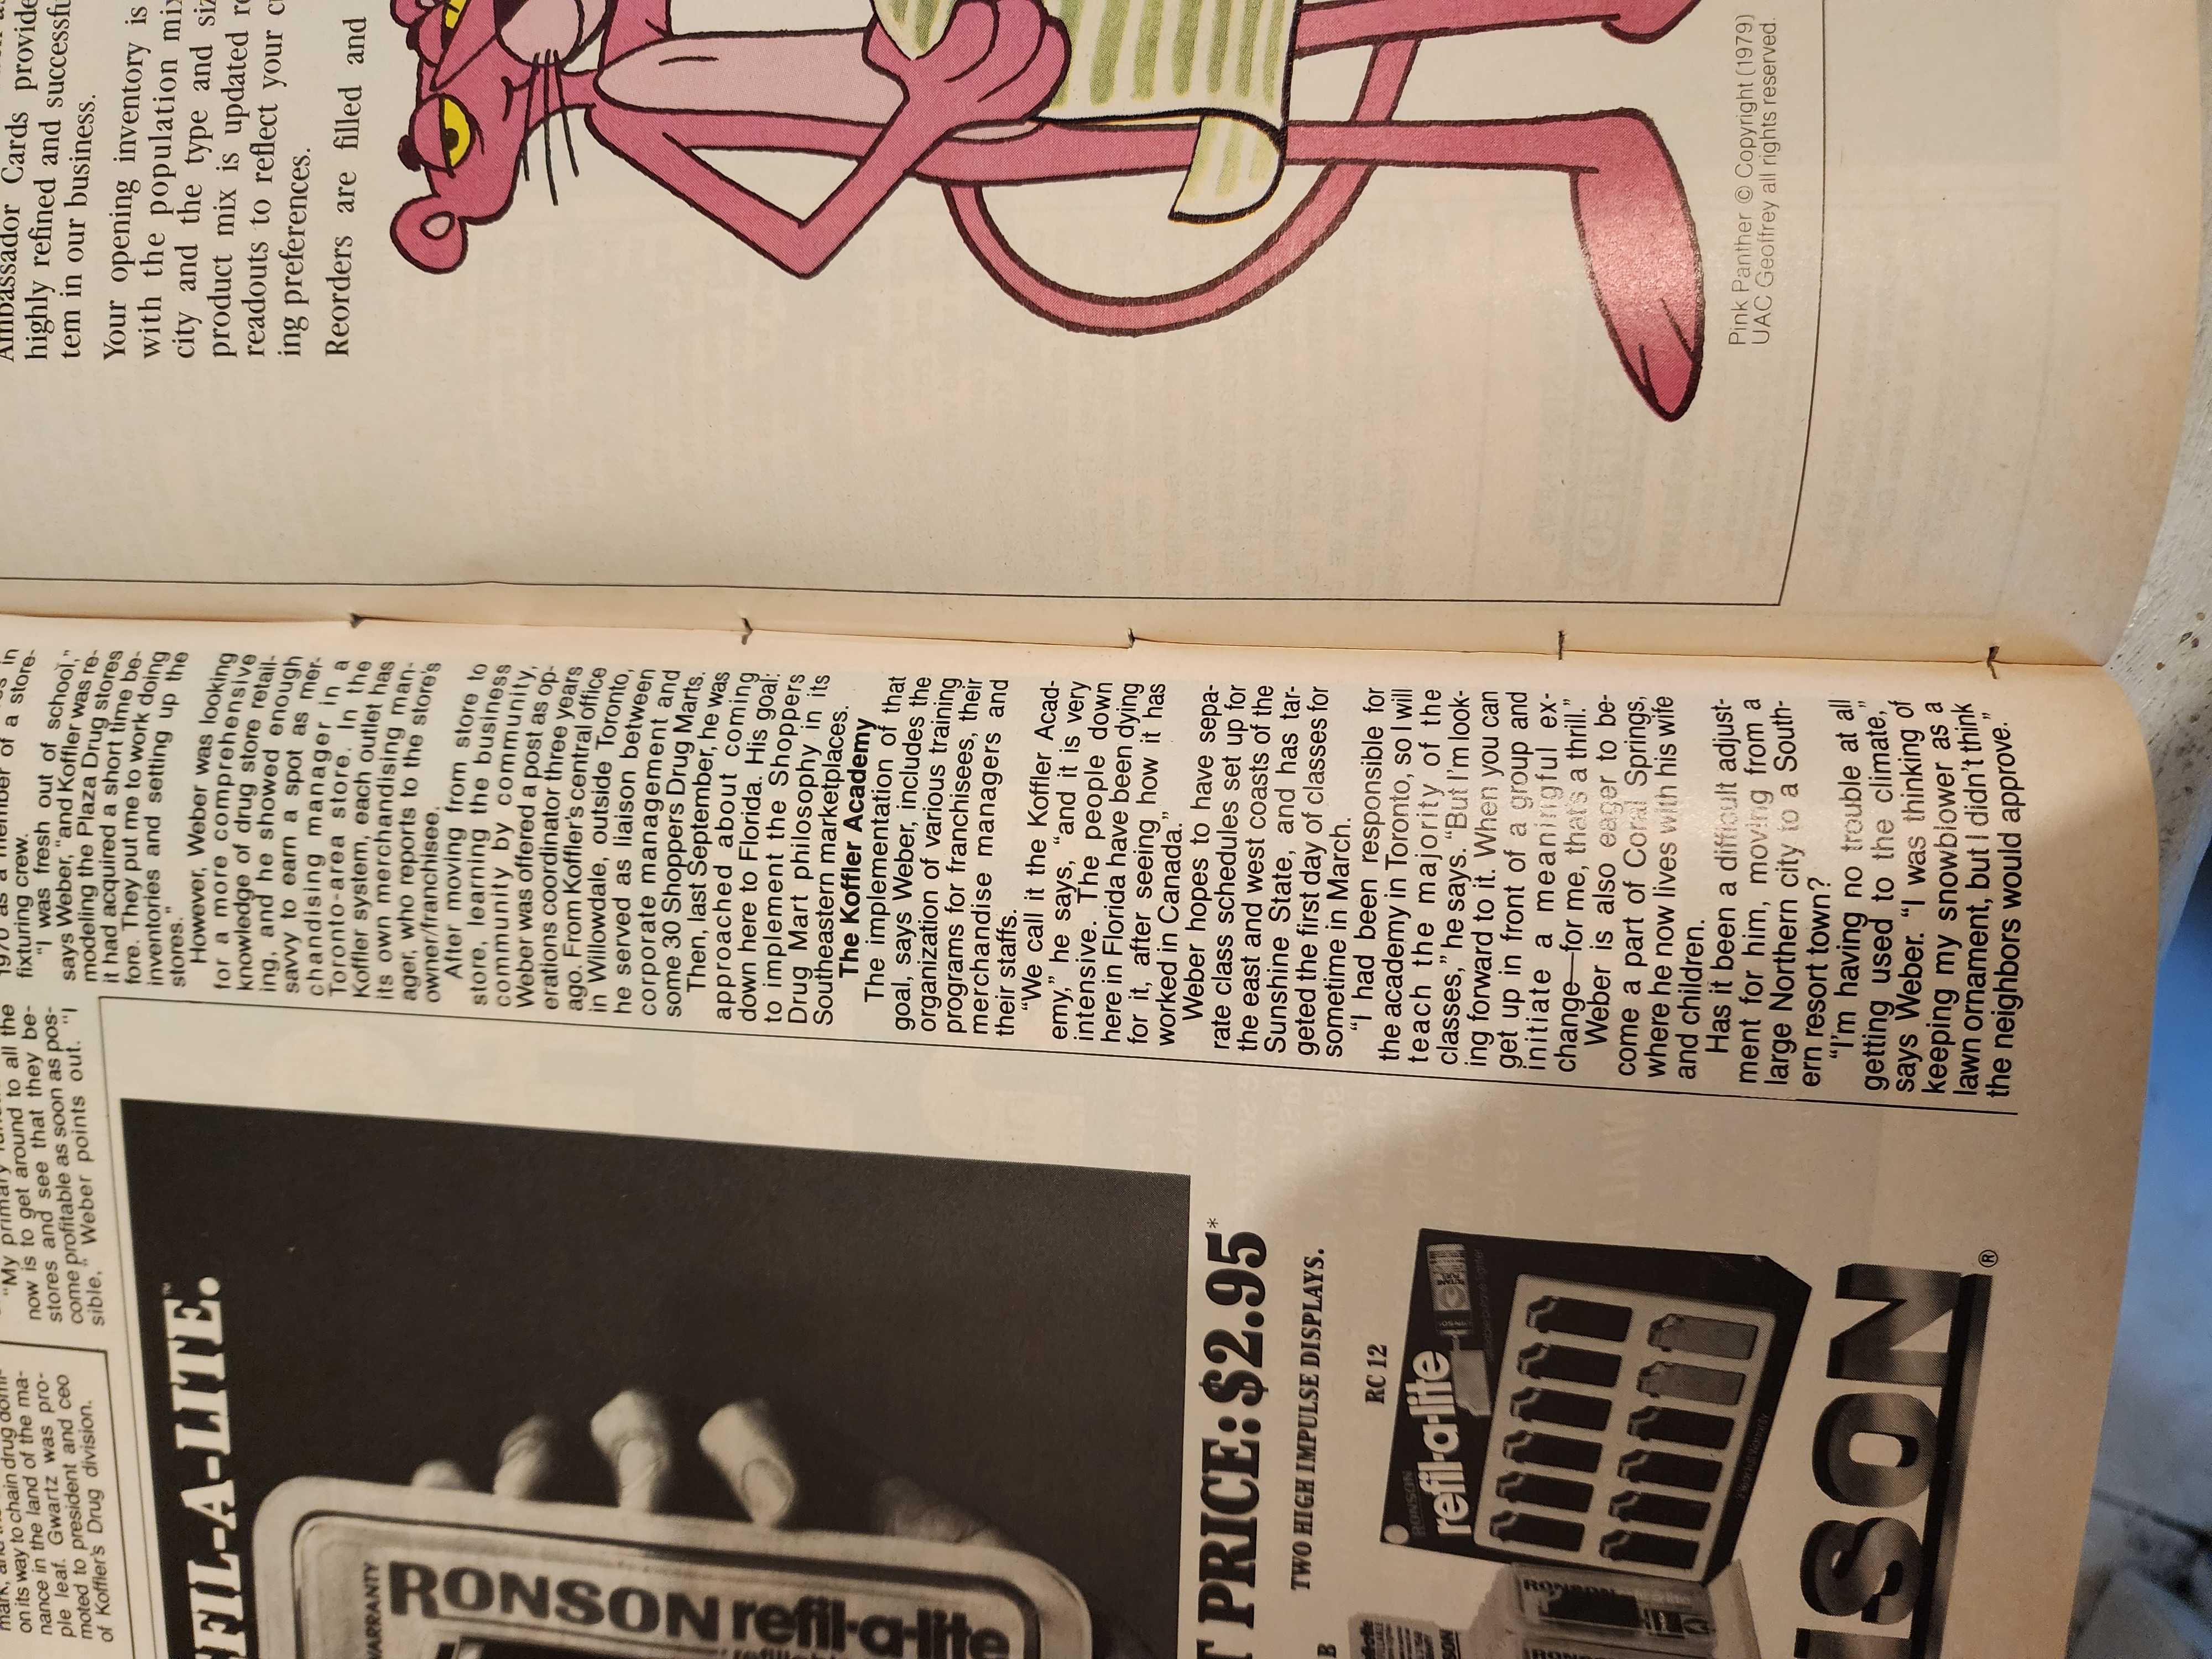 mark, and
on its way to chain drug domi-
nance in the land of the ma-
ple leaf. Gwartz was pro-
moted to president and ceo
of Koffler's Drug division.
"My primary
now is to get around to all the
stores and see that they be-
come profitable as soon as pos-
sible," Weber points out. "I
1970 as a member of a store-
fixturing crew.
"I was fresh out of school,"
says Weber, "and Koffler was re-
modeling the Plaza Drug stores
it had acquired a short time be-
fore. They put me to work doing
inventories and setting up the
stores."
However, Weber was looking
for a more comprehensive
knowledge of drug store retail-
ing, and he showed enough
savvy to earn a spot as mer-
chandising manager in a
Toronto-area store. In the
Koffler system, each outlet has
its own merchandising man-
ager, who reports to the store's
owner/franchisee.
After moving from store to
store, learning the business
community by community,
Weber was offered a post as op-
erations coordinator three years
ago. From Koffler's central office
in Willowdale, outside Toronto,
he served as liaison between
corporate management and
some 30 Shoppers Drug Marts.
Then, last September, he was
approached about coming
down here to Florida. His goal:
to implement the Shoppers
Drug Mart philosophy in its
Southeastern marketplaces.
The Koffler Academy
The implementation of that
goal, says Weber, includes the
organization of various training
programs for franchisees, their
merchandise managers and
their staffs.
"We call it the Koffler Acad-
emy," he says, "and it is very
intensive. The people down
here in Florida have been dying
for it, after seeing how it has
worked in Canada."
Weber hopes to have sepa-
rate class schedules set up for
the east and west coasts of the
Sunshine State, and has tar-
geted the first day of classes for
sometime in March.
"I had been responsible for
the academy in Toronto, so I will
teach the majority of the
classes," he says. "But I'm look-
ing forward to it. When you can
get up in front of a group and
initiate a meaningful ex-
change—for me, that's a thrill."
Weber is also eager to be-
come a part of Coral Springs,
where he now lives with his wife
and children.
Has it been a difficult adjust-
ment for him, moving from a
large Northern city to a South-
ern resort town?
"I'm having no trouble at all
getting used to the climate,"
says Weber. "I was thinking of
keeping my snowblower as a
lawn ornament, but I didn't think
the neighbors would approve."
FIL-A-LITE.™
WARRANTY
RONSON
refil-a-lite
T PRICE: $2.95*
TWO HIGH IMPULSE DISPLAYS.
B
RC 12
RONSON
refil-a-lite
RONSON
SON®
Ambassador Cards provide
highly refined and successfu
tem in our business.
Your opening inventory is
with the population mix
city and the type and siz
product mix is updated re
readouts to reflect your cu
ing preferences.
Reorders are filled and
Pink Panther © Copyright (1979)
UAC Geoffrey all rights reserved.